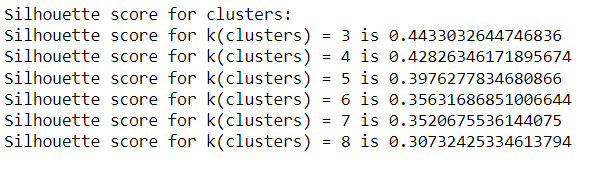 Silhouette score for clusters:
Silhouette score for k(clusters) = 3 is 0.4433032644746836
Silhouette score for k(clusters) = 4 is 0.42826346171895674
Silhouette score for k(clusters) = 5 is 0.3976277834680866
Silhouette score for k(clusters) = 6 is 0.35631686851006644
Silhouette score for k(clusters) = 7 is 0.3520675536144075
Silhouette score for k(clusters) = 8 is 0.30732425334613794